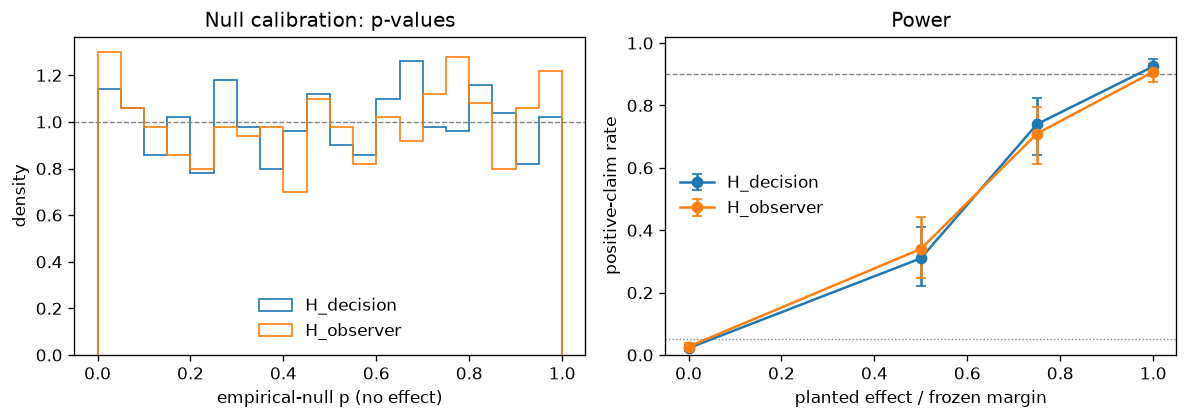 Null calibration: p-values
density
1.2
1.0
0.8
0.6
0.4
0.2
0.0
H_decision
H_observer
0.0 0.2 0.4 0.6 0.8 1.0
empirical-null p (no effect)
Power
positive-claim rate
1.0
0.8
0.6
0.4
0.2
0.0
H_decision
H_observer
0.0 0.2 0.4 0.6 0.8 1.0
planted effect / frozen margin